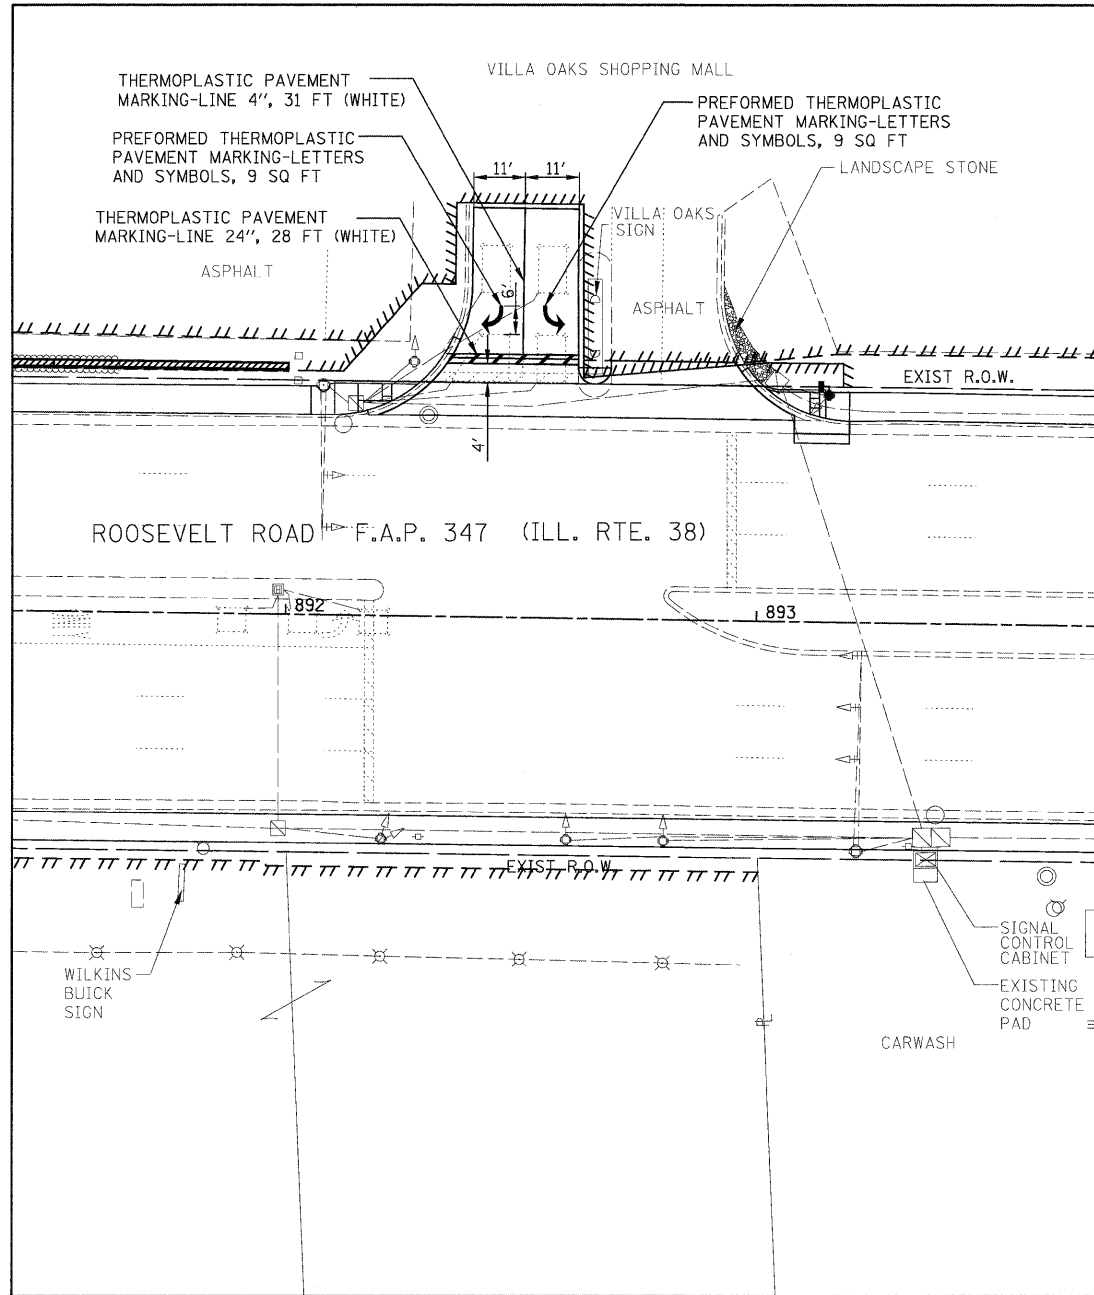 VILLA OAKS SHOPPING MALL
THERMOPLASTIC PAVEMENT
MARKING-LINE 4", 31 FT (WHITE)
PREFORMED THERMOPLASTIC
PAVEMENT MARKING-LETTERS
AND SYMBOLS, 9 SQ FT
PREFORMED THERMOPLASTIC
PAVEMENT MARKING-LETTERS
AND SYMBOLS, 9 SQ FT
LANDSCAPE STONE
11' 11'
THERMOPLASTIC PAVEMENT
MARKING-LINE 24", 28 FT (WHITE)
VILLA OAKS
SIGN
ASPHALT
6'
ASPHALT
EXIST R.O.W.
4'
ROOSEVELT ROAD F.A.P. 347 (ILL. RTE. 38)
892
893
EXIST R.O.W
WILKINS
BUICK
SIGN
SIGNAL
CONTROL
CABINET
EXISTING
CONCRETE
PAD
PL
CARWASH